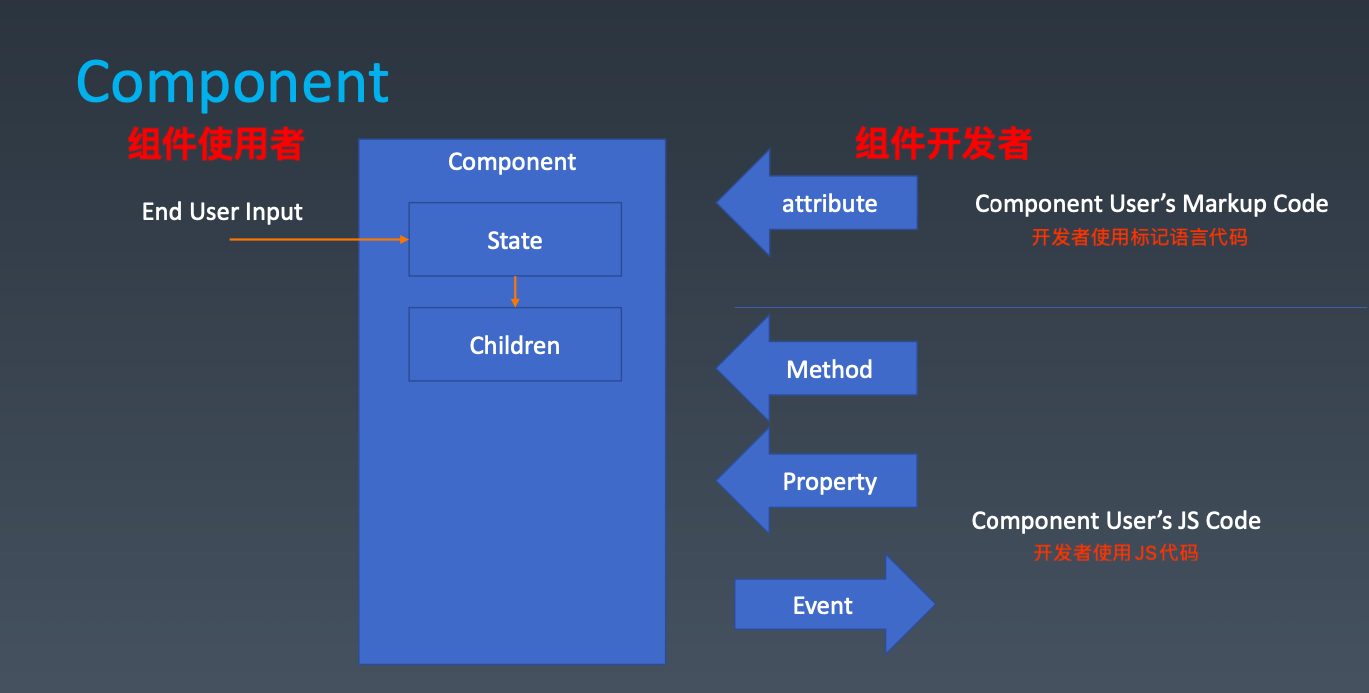 Component
组件使用者
组件开发者
Component
End User Input
State
Children
attribute
Component User's Markup Code
开发者使用标记语言代码
Method
Property
Event
Component User's JS Code
开发者使用JS代码